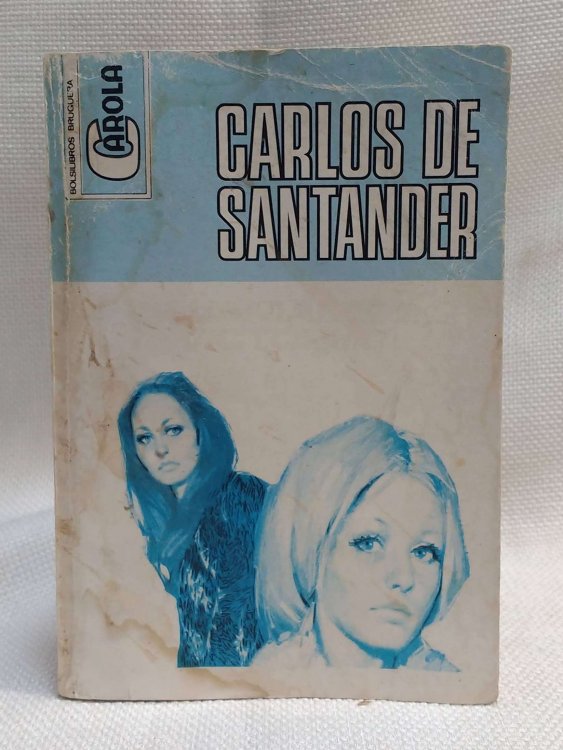 BOLSILIBROS BRUGUERA
CAROLA
CARLOS DE
SANTANDER